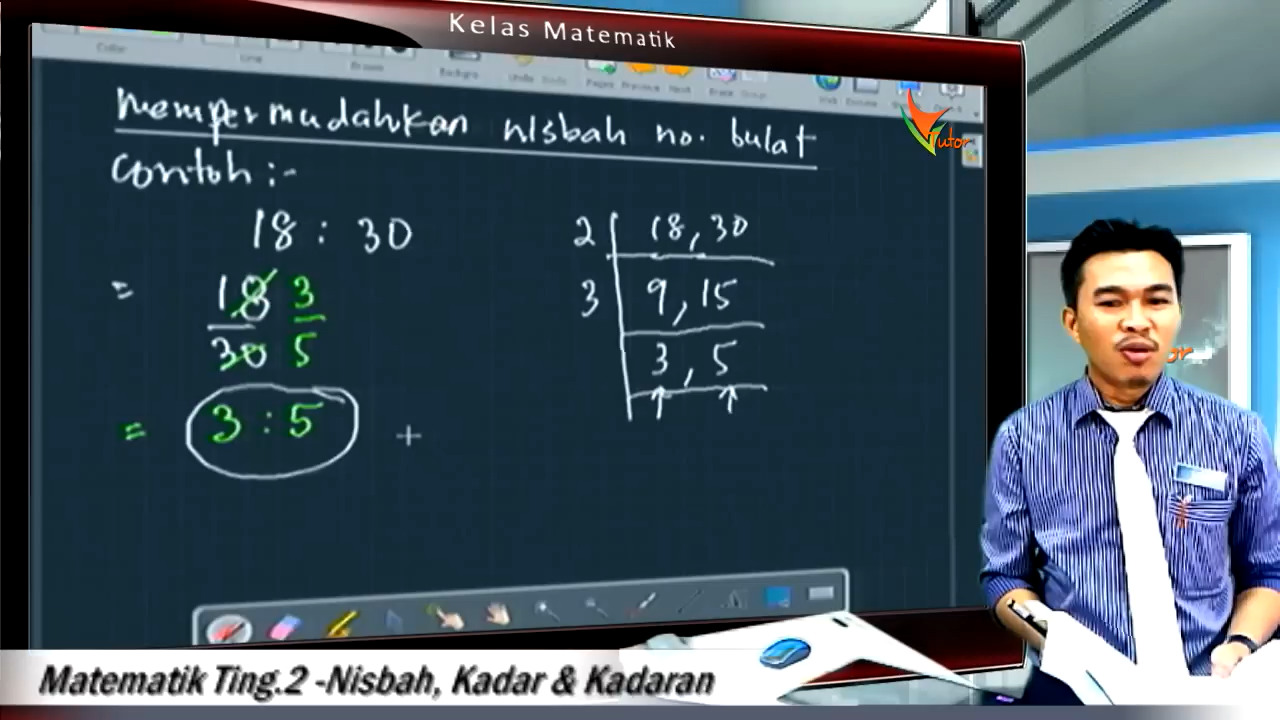 Kelas Matematik
mempermudahkan nisbah no. bulat
Contoh:-
18 : 30
= 18 3
30 5
= 3 : 5
2 18, 30
3 9, 15
3, 5
Tutor
Matematik Ting.2 -Nisbah, Kadar & Kadaran